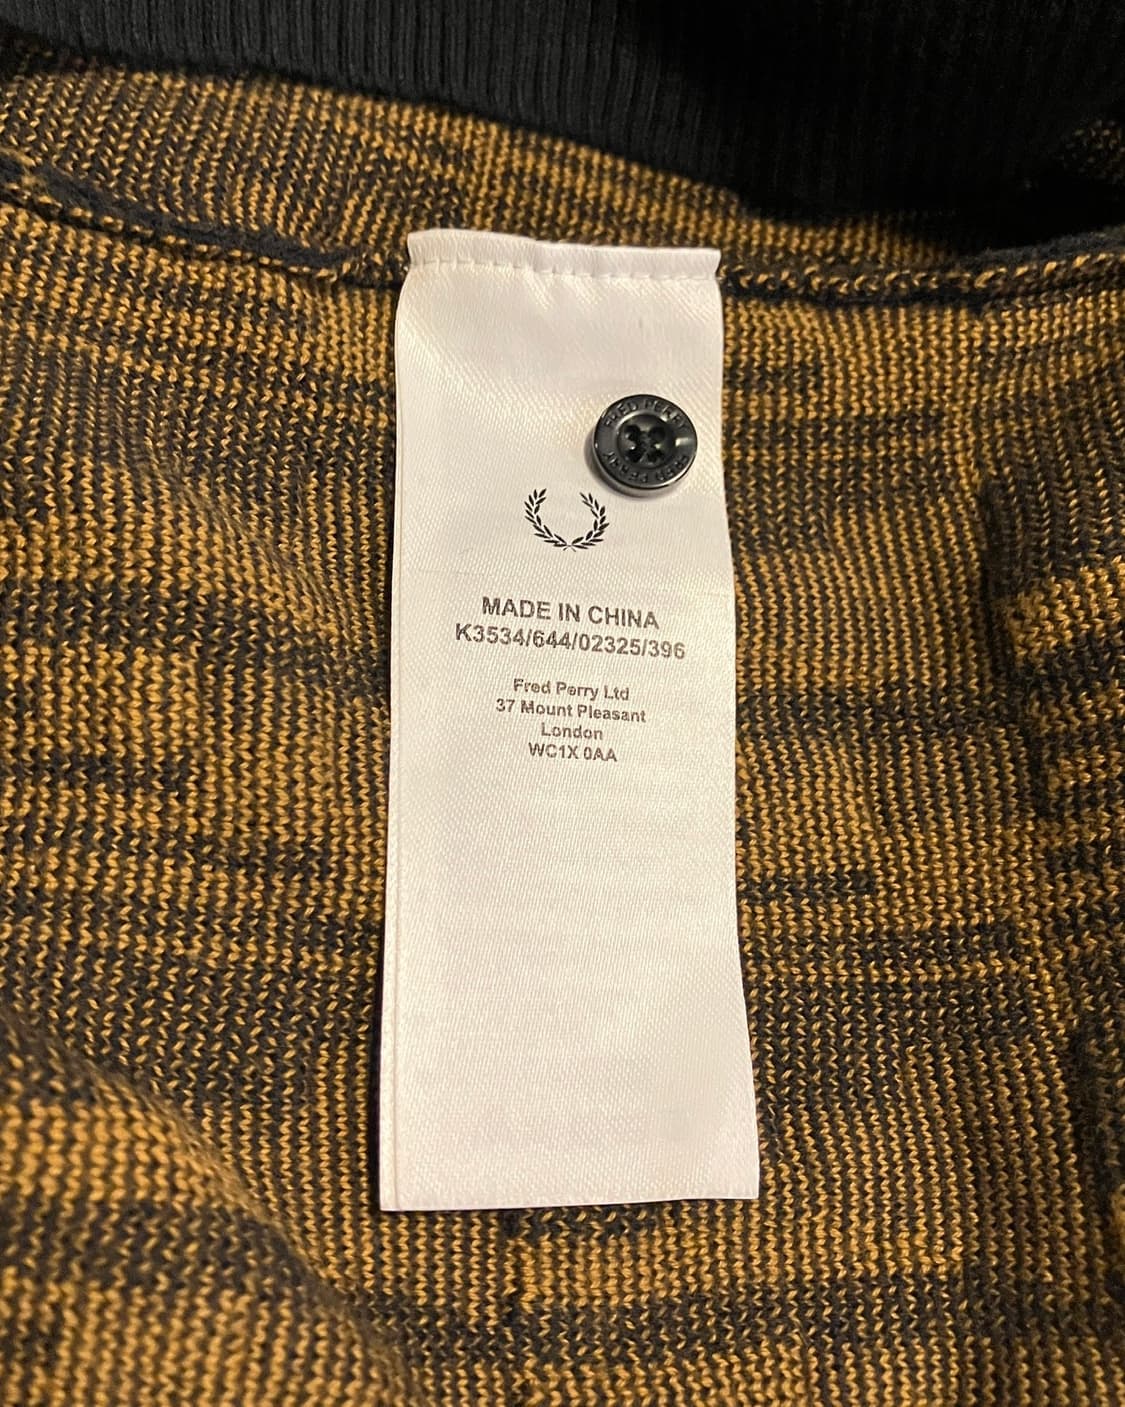 FRED PERRY
FRED PERRY
MADE IN CHINA
K3534/644/02325/396
Fred Perry Ltd
37 Mount Pleasant
London
WC1X 0AA